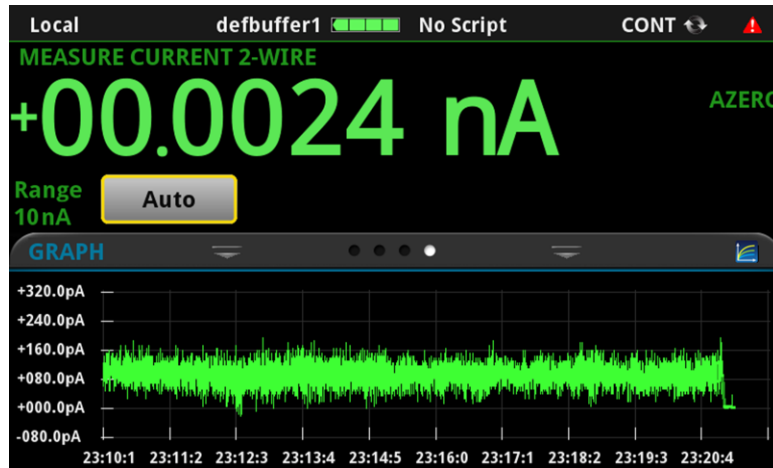 Local defbuffer1 No Script CONT
MEASURE CURRENT 2-WIRE
+00.0024 nA
AZERO
Range
10nA
Auto
GRAPH
+320.0pA
+240.0pA
+160.0pA
+080.0pA
+000.0pA
-080.0pA
23:10:1 23:11:2 23:12:3 23:13:4 23:14:5 23:16:0 23:17:1 23:18:2 23:19:3 23:20:4